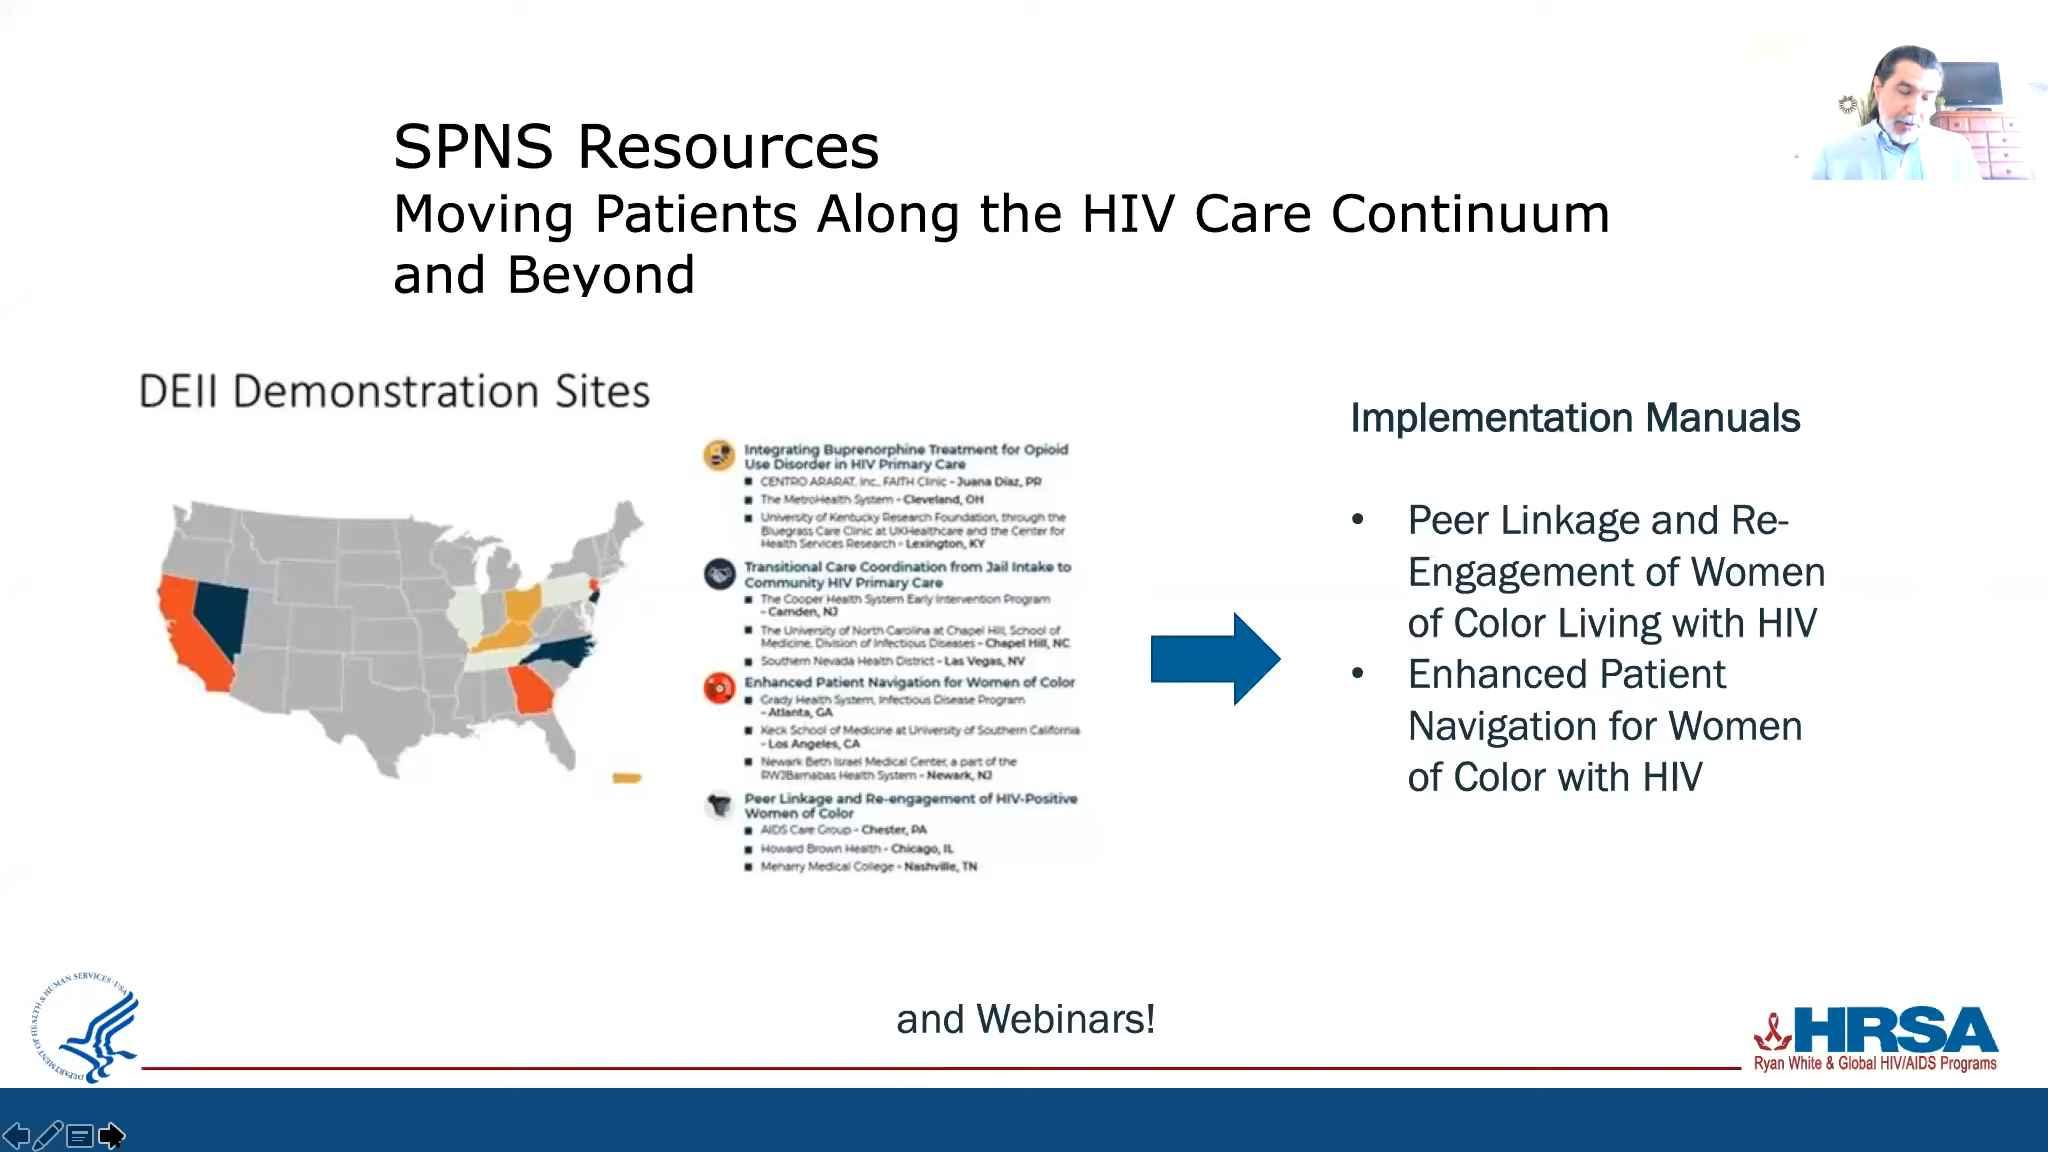 SPNS Resources
Moving Patients Along the HIV Care Continuum
and Beyond
DEII Demonstration Sites
Integrating Buprenorphine Treatment for Opioid
Use Disorder in HIV Primary Care
■ CENTRO ARARAT, Inc., FAITH Clinic - Juana Díaz, PR
■ The MetroHealth System - Cleveland, OH
■ University of Kentucky Research Foundation, through the
Bluegrass Care Clinic at UKHealthcare and the Center for
Health Services Research - Lexington, KY
Transitional Care Coordination from Jail Intake to
Community HIV Primary Care
■ The Cooper Health System Early Intervention Program
- Camden, NJ
■ The University of North Carolina at Chapel Hill, School of
Medicine, Division of Infectious Diseases - Chapel Hill, NC
■ Southern Nevada Health District - Las Vegas, NV
Enhanced Patient Navigation for Women of Color
■ Grady Health System, Infectious Disease Program
- Atlanta, GA
■ Keck School of Medicine at University of Southern California
- Los Angeles, CA
■ Newark Beth Israel Medical Center, a part of the
RWJBarnabas Health System - Newark, NJ
Peer Linkage and Re-engagement of HIV-Positive
Women of Color
■ AIDS Care Group - Chester, PA
■ Howard Brown Health - Chicago, IL
■ Meharry Medical College - Nashville, TN
Implementation Manuals
• Peer Linkage and Re-
Engagement of Women
of Color Living with HIV
• Enhanced Patient
Navigation for Women
of Color with HIV
and Webinars!
DEPARTMENT OF HEALTH & HUMAN SERVICES · USA
HRSA
Ryan White & Global HIV/AIDS Programs